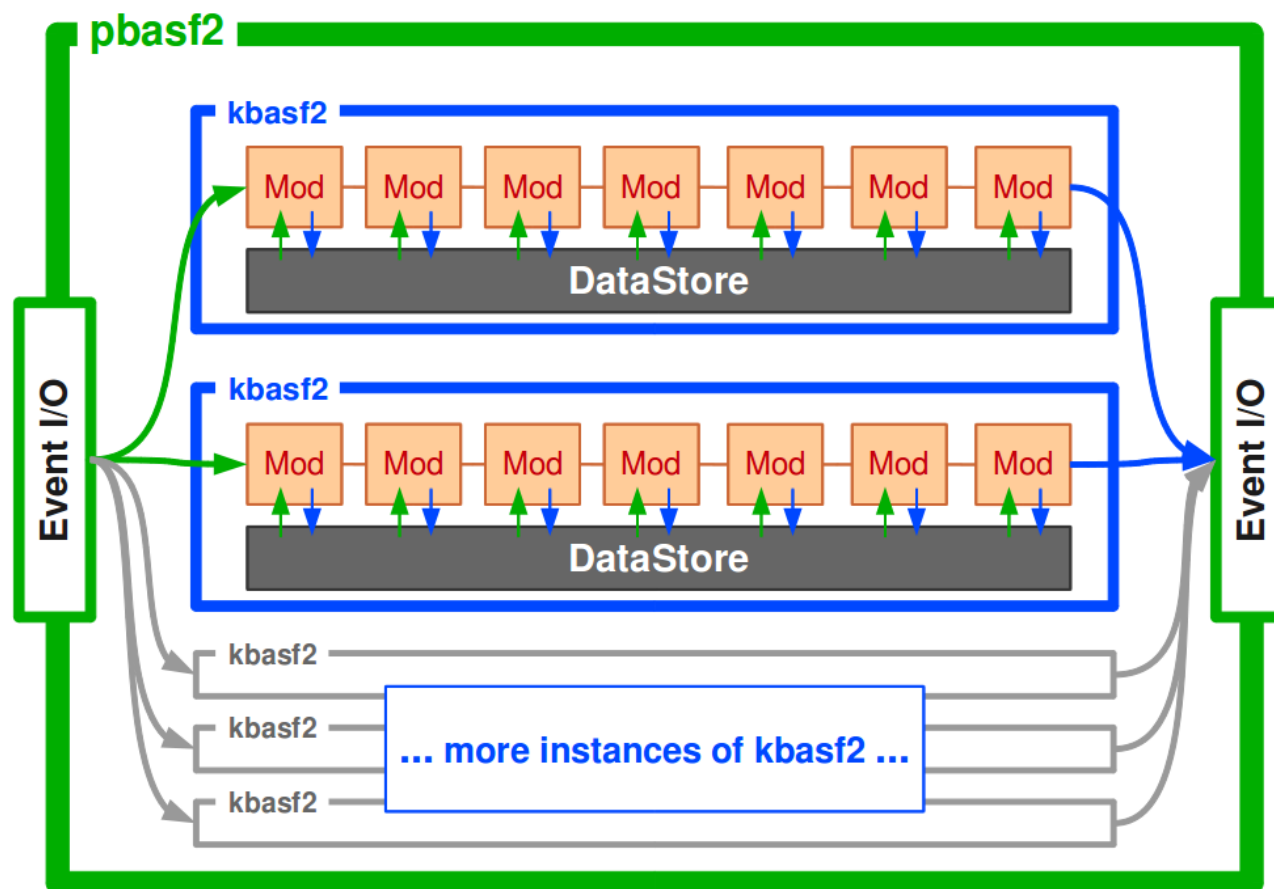 pbasf2
kbasf2
Mod Mod Mod Mod Mod Mod Mod
DataStore
Event I/O
Event I/O
kbasf2
Mod Mod Mod Mod Mod Mod Mod
DataStore
kbasf2
kbasf2
... more instances of kbasf2 ...
kbasf2